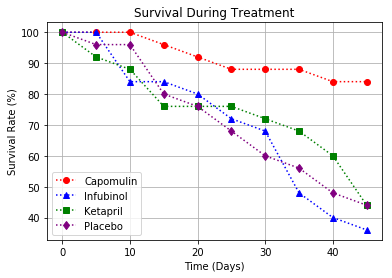 Survival During Treatment
Survival Rate (%)
100
90
80
70
60
50
40
Capomulin
Infubinol
Ketapril
Placebo
0
10
20
30
40
Time (Days)